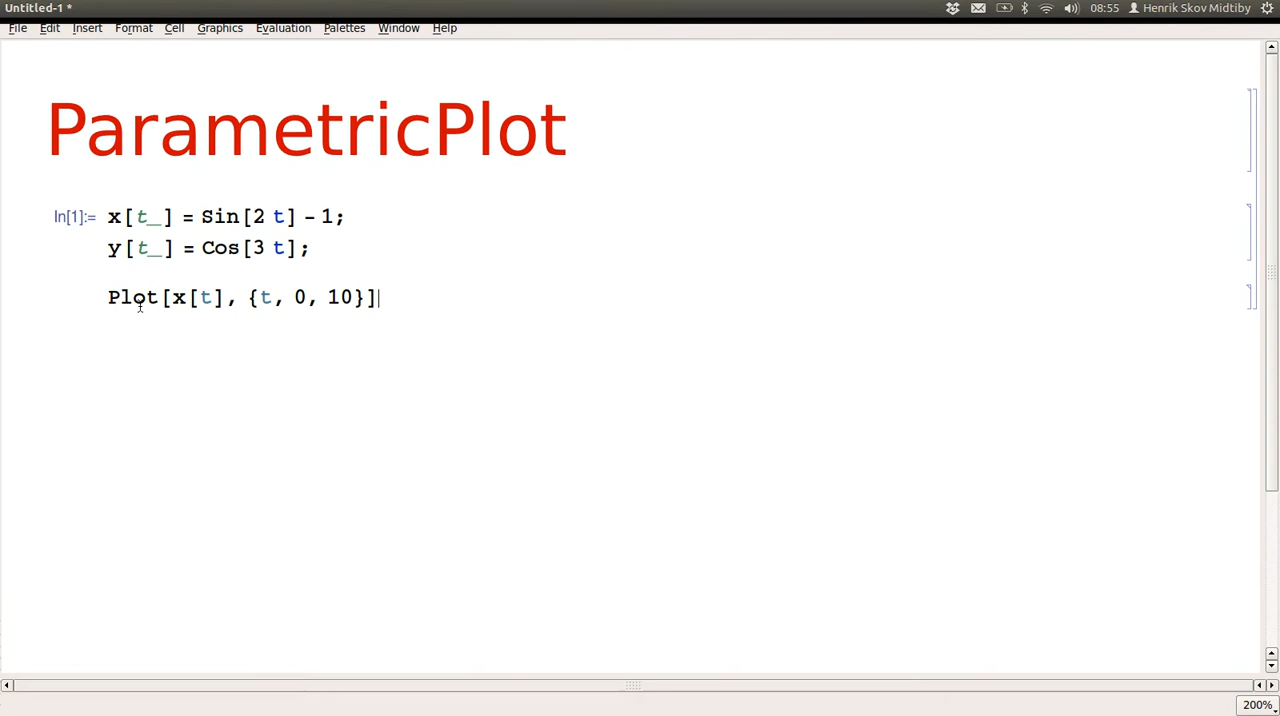 Untitled-1 *
08:55 Henrik Skov Midtiby
File Edit Insert Format Cell Graphics Evaluation Palettes Window Help
ParametricPlot
In[1]:= x[t_] = Sin[2 t] - 1;
y[t_] = Cos[3 t];
Plot[x[t], {t, 0, 10}]
200%